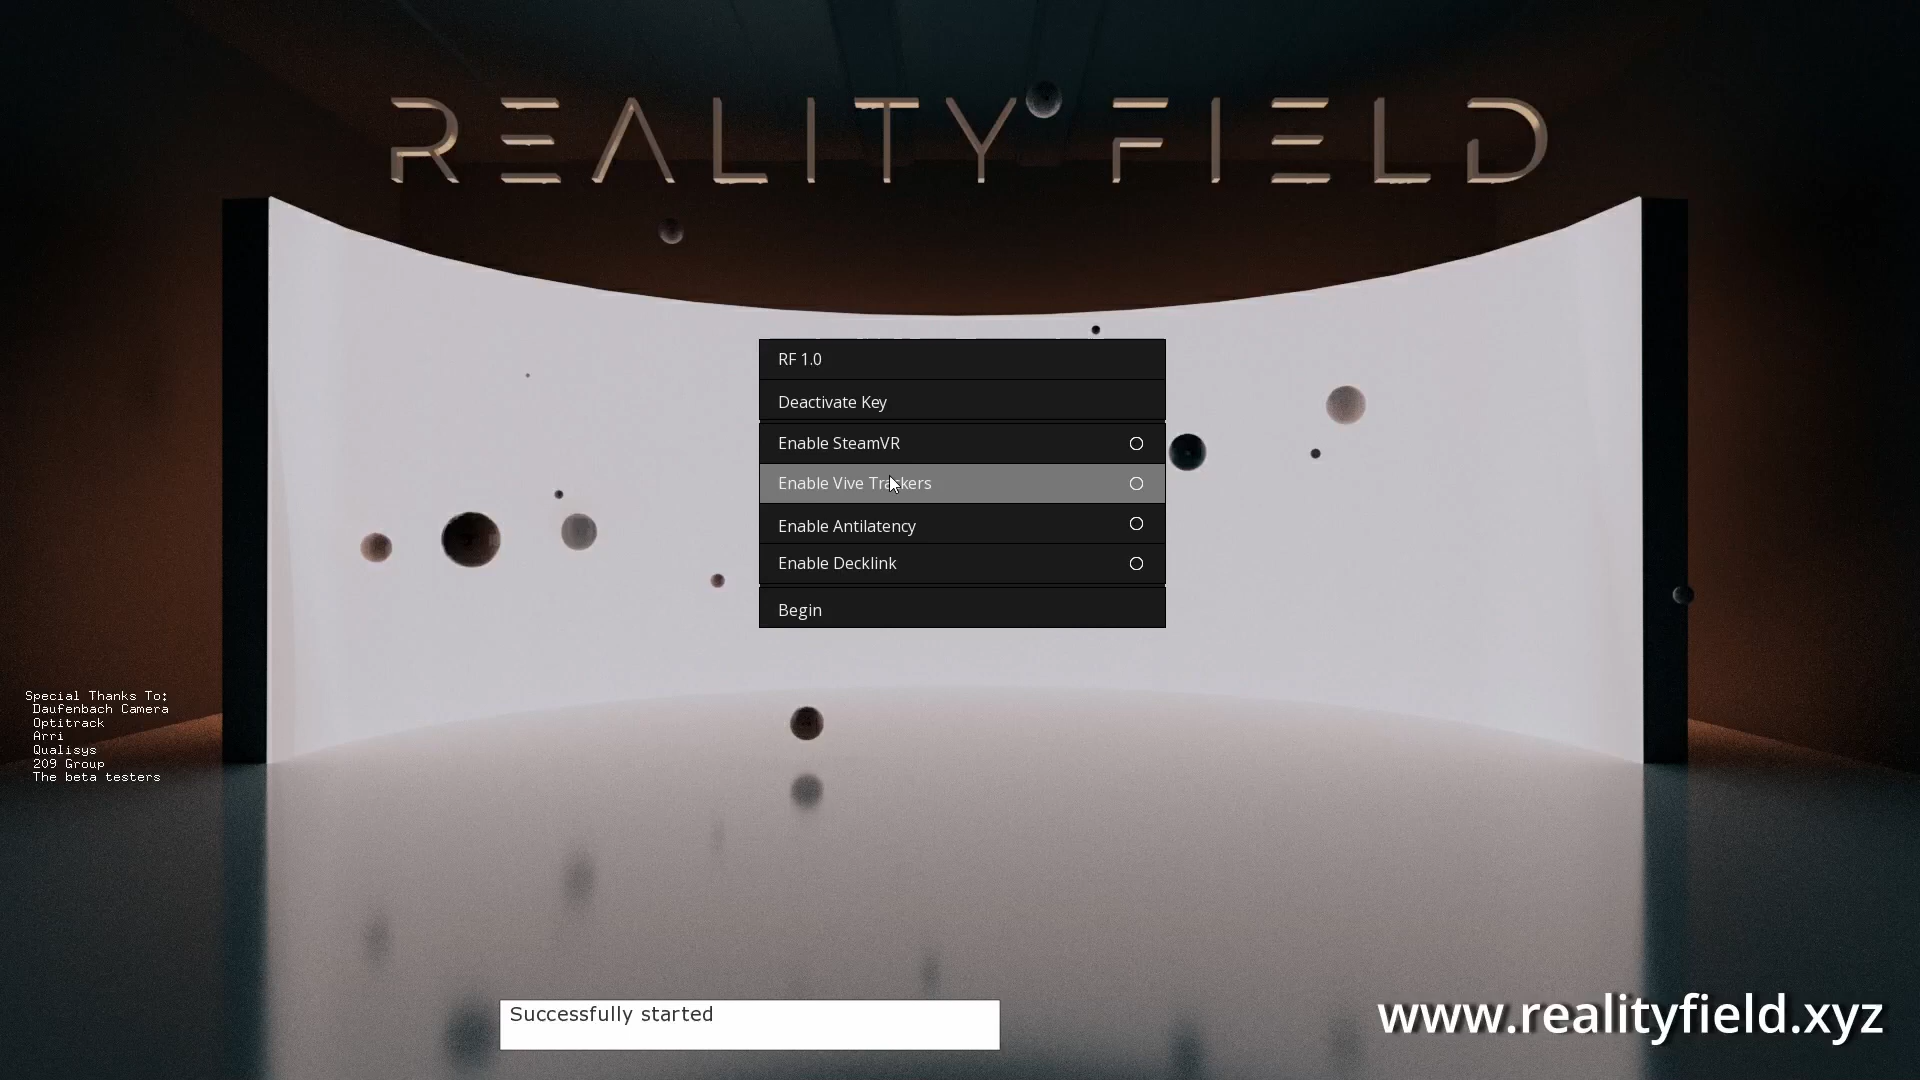 REALITY FIELD
RF 1.0
Deactivate Key
Enable SteamVR
Enable Vive Trackers
Enable Antilatency
Enable Decklink
Begin
Special Thanks To:
Daufenbach Camera
Optitrack
Arri
Qualisys
209 Group
The beta testers
Successfully started
www.realityfield.xyz